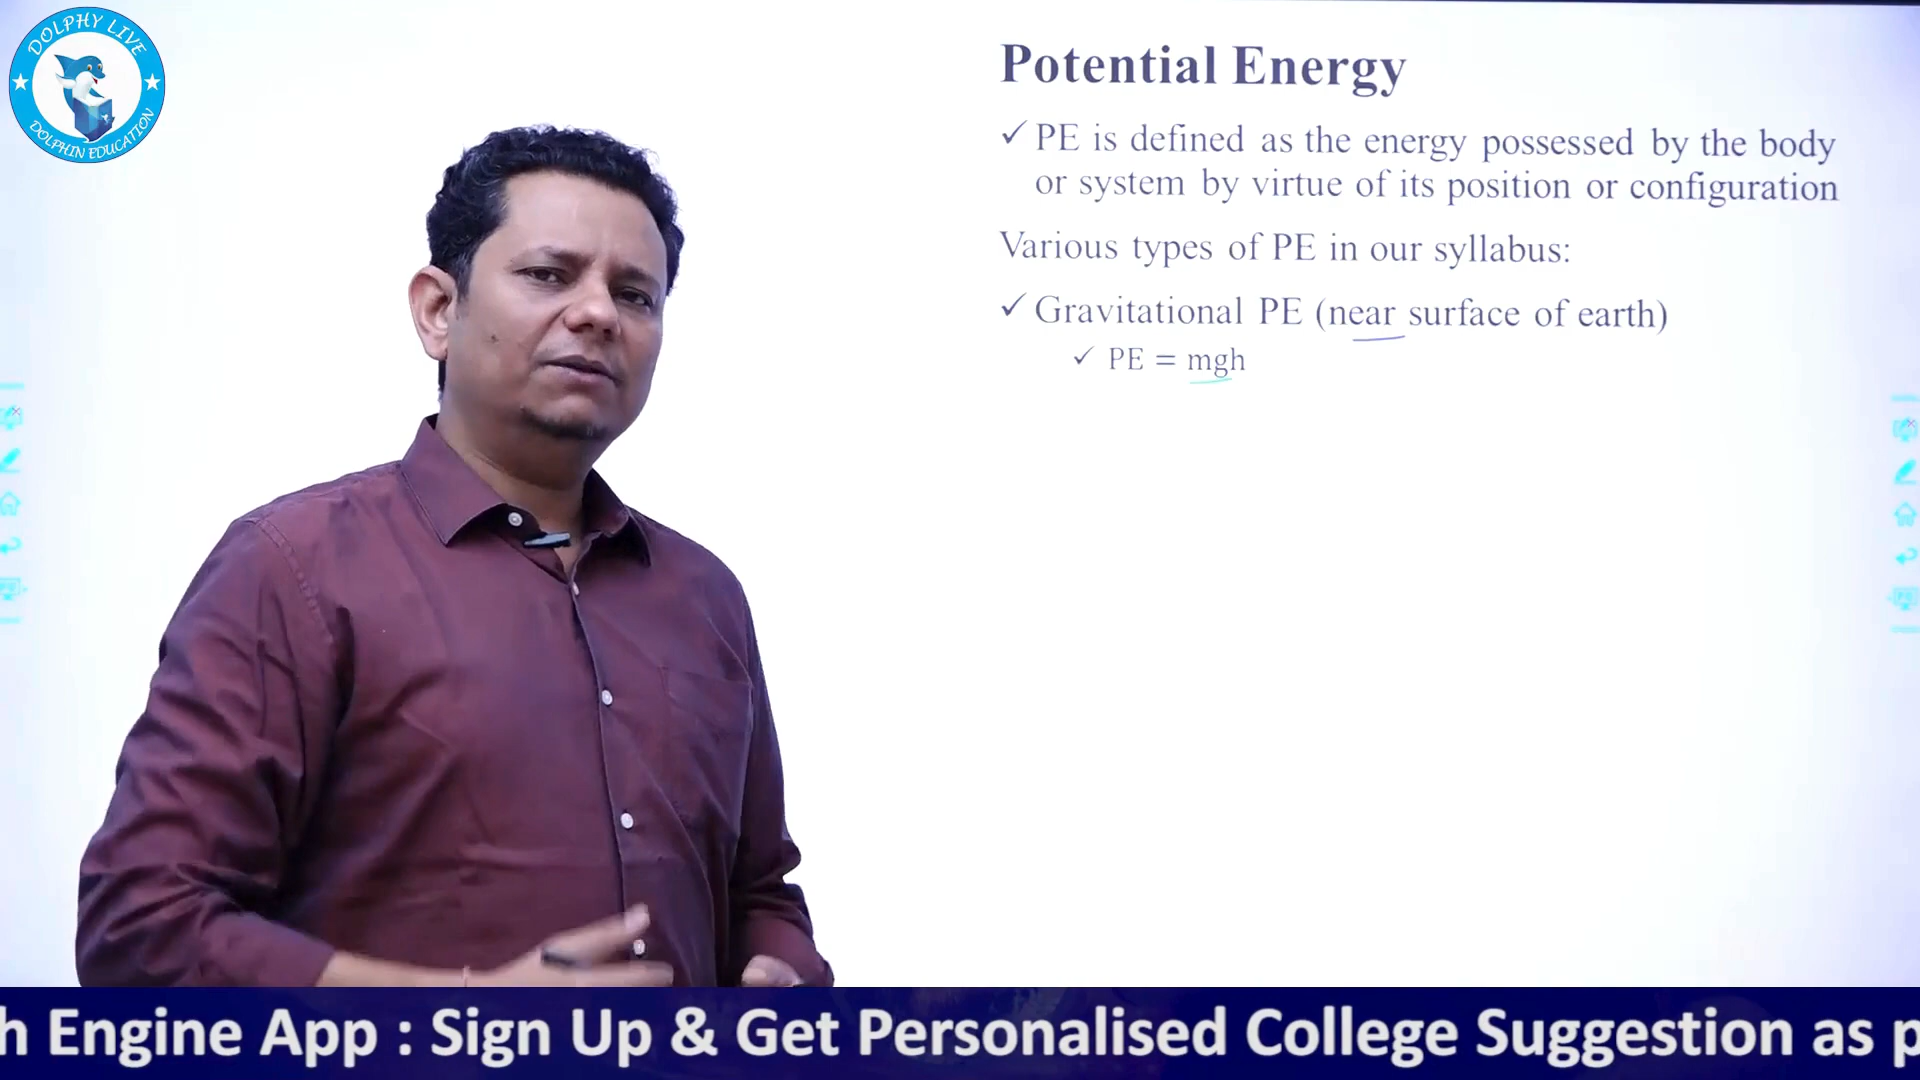 DOLPHY LIVE
DOLPHIN EDUCATION
Potential Energy
✓ PE is defined as the energy possessed by the body
or system by virtue of its position or configuration
Various types of PE in our syllabus:
✓ Gravitational PE (near surface of earth)
✓ PE = mgh
h Engine App : Sign Up & Get Personalised College Suggestion as p